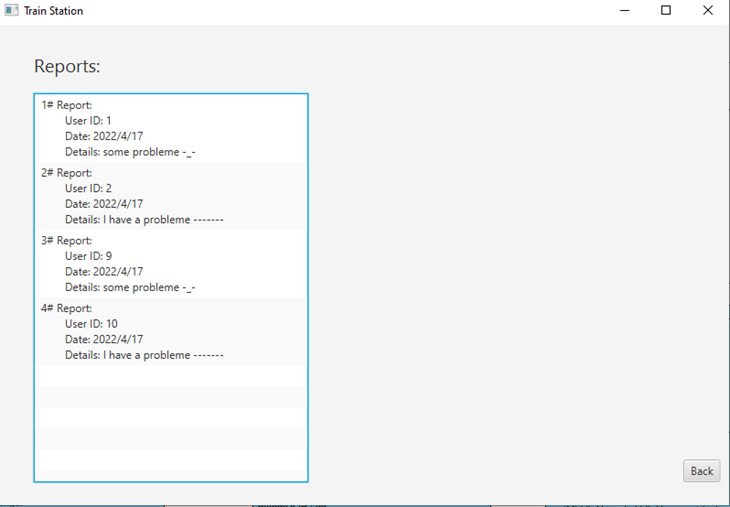 Train Station
Reports:
1# Report:
User ID: 1
Date: 2022/4/17
Details: some probleme -_-
2# Report:
User ID: 2
Date: 2022/4/17
Details: I have a probleme -------
3# Report:
User ID: 9
Date: 2022/4/17
Details: some probleme -_-
4# Report:
User ID: 10
Date: 2022/4/17
Details: I have a probleme -------
Back